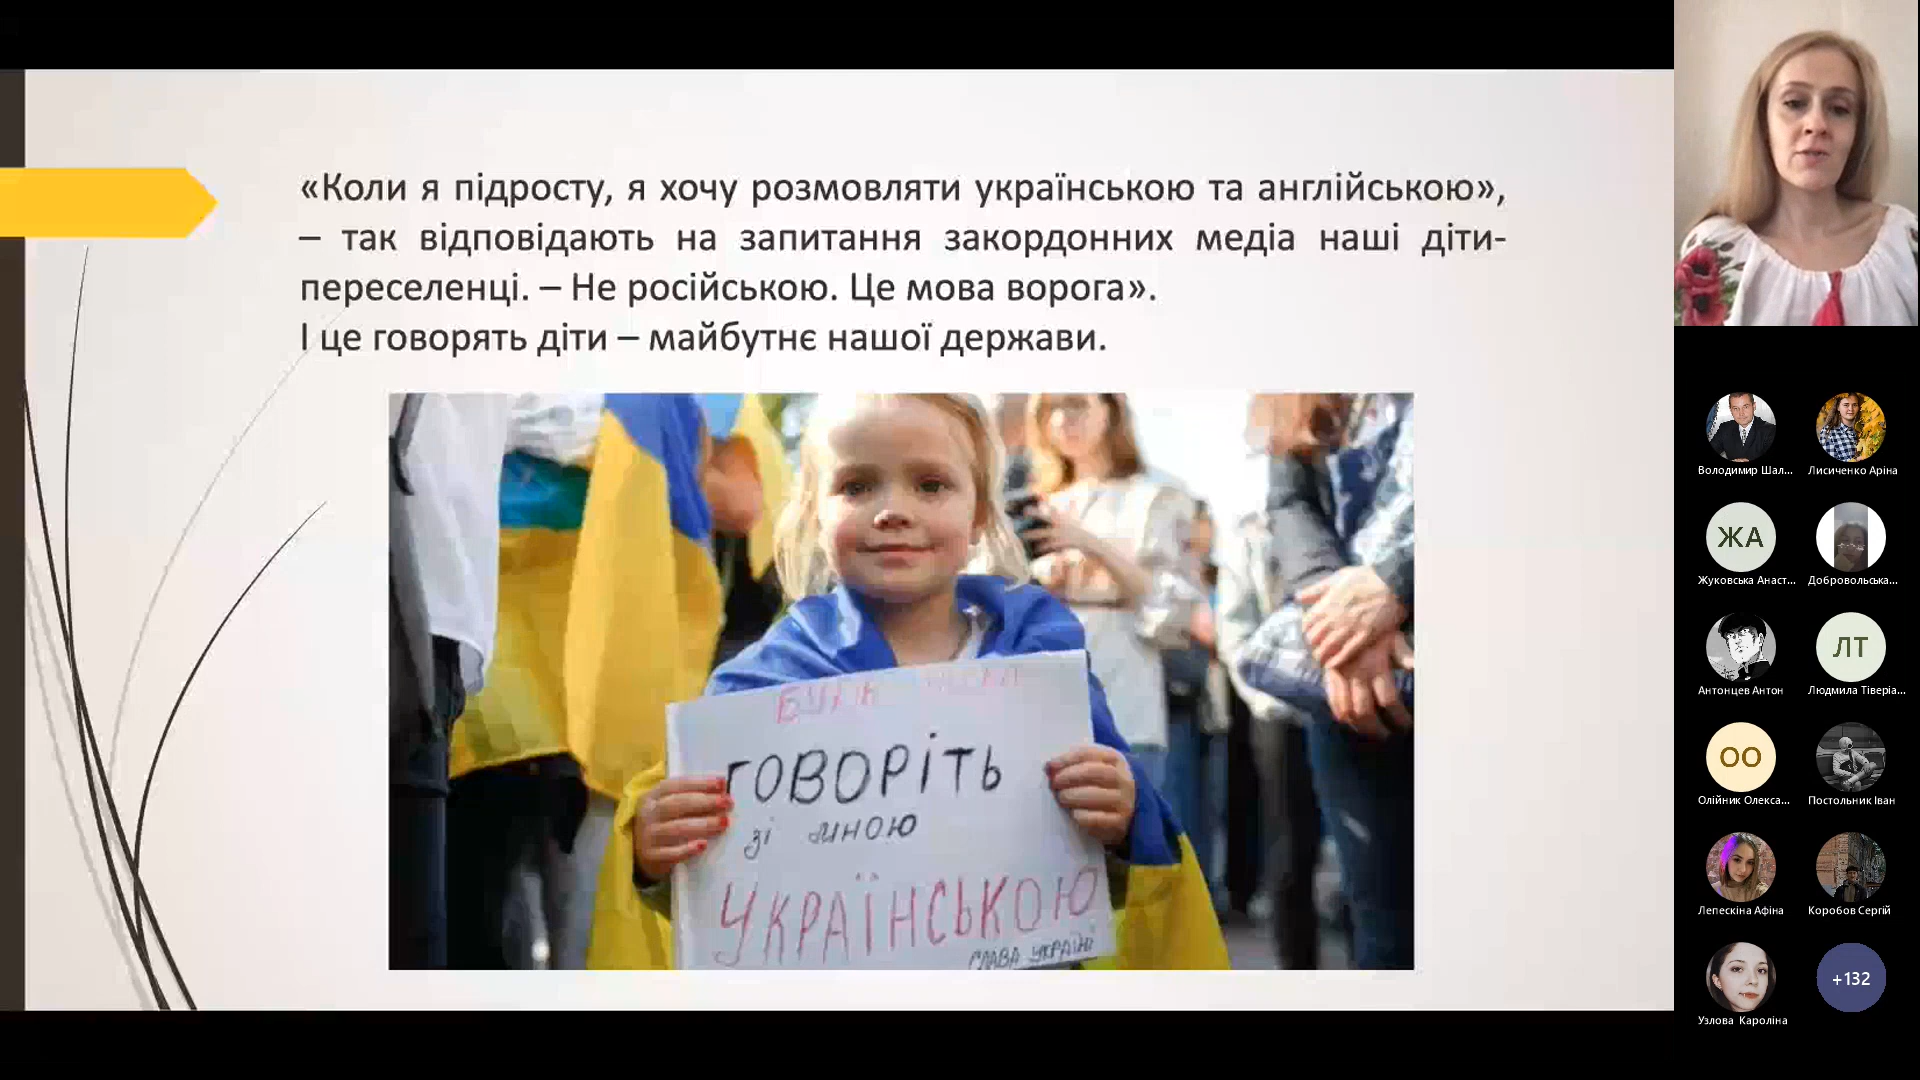 «Коли я підросту, я хочу розмовляти українською та англійською»,
– так відповідають на запитання закордонних медіа наші діти-
переселенці. – Не російською. Це мова ворога».
І це говорять діти – майбутнє нашої держави.
ГОВОРІТЬ
зі мною
УКРАЇНСЬКОЮ
СЛАВА УКРАЇНІ
Володимир Шал...
Лисиченко Аріна
ЖА
Жуковська Анаст...
Добровольська...
Антонцев Антон
ЛТ
Людмила Тіверіа...
ОО
Олійник Олекса...
Постольник Іван
Лепескіна Афіна
Коробов Сергій
Узлова Кароліна
+132